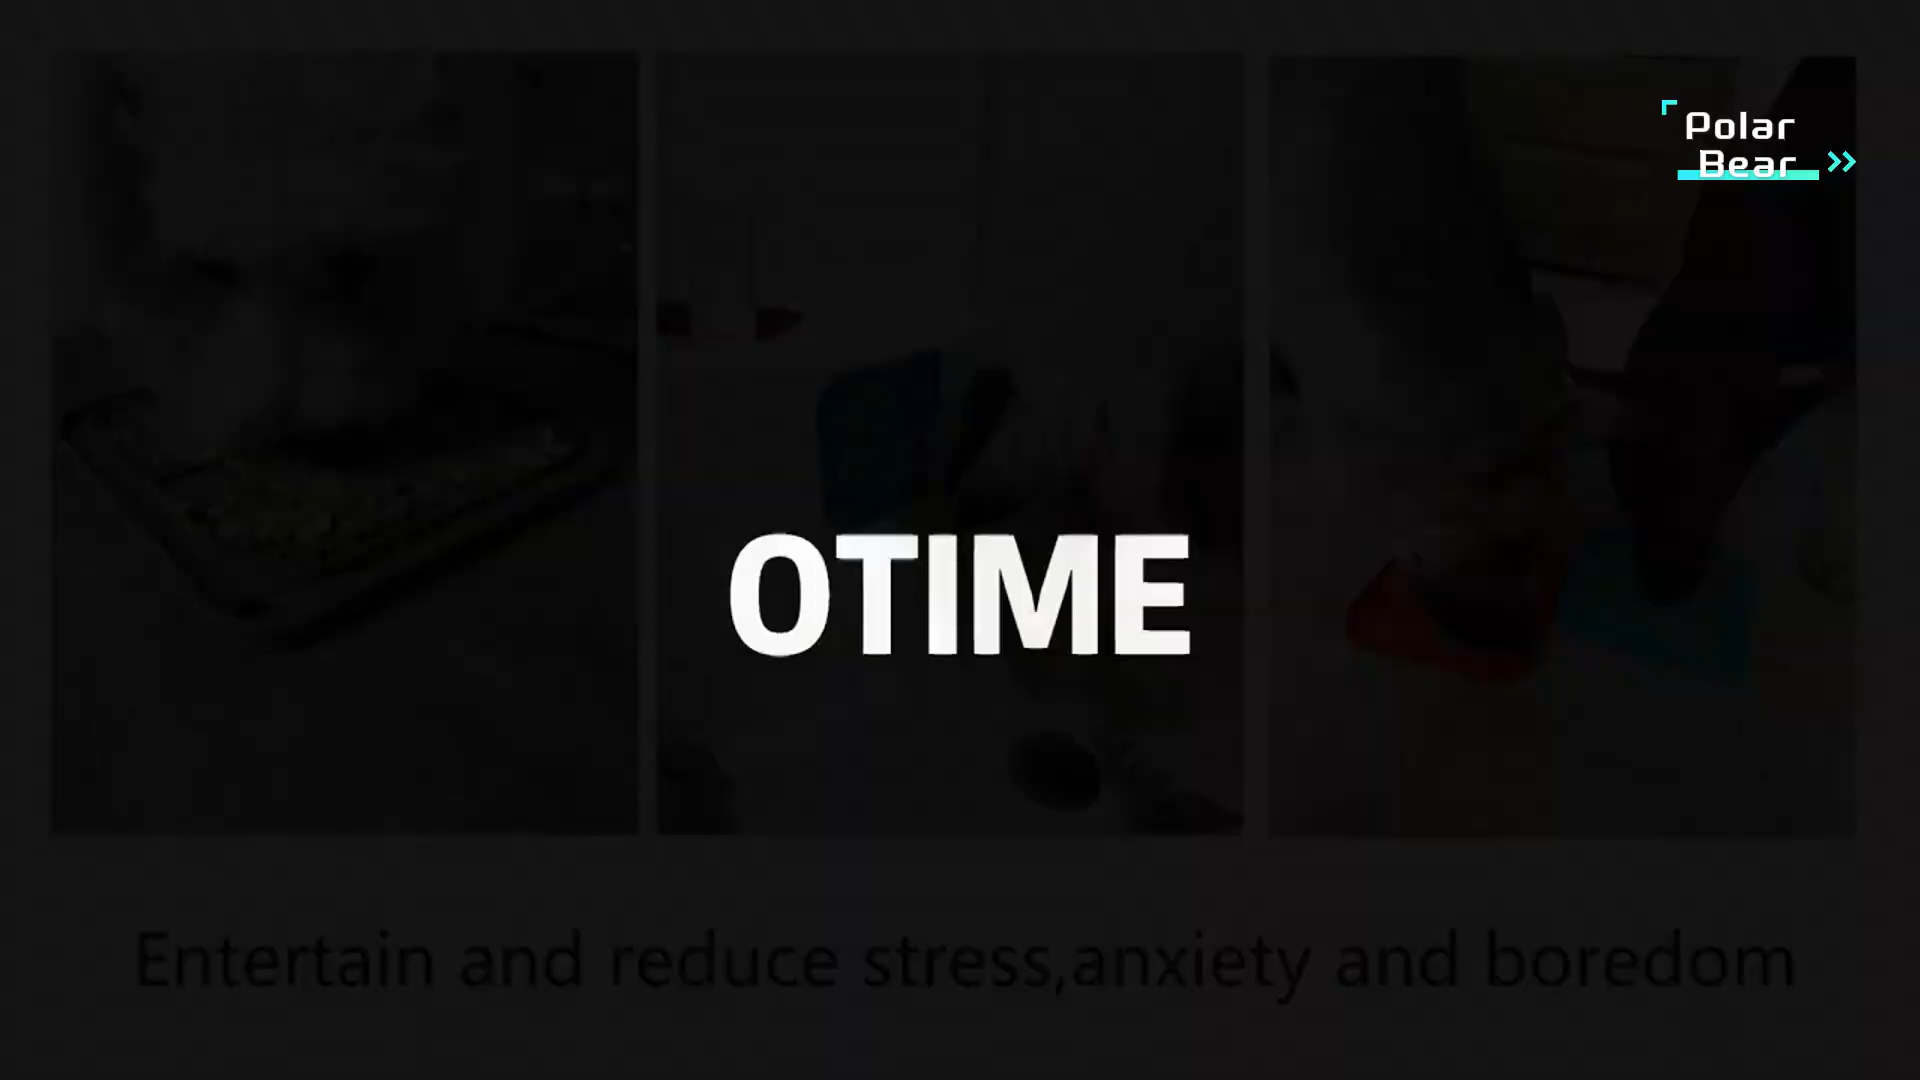 Polar
Bear
OTIME
Entertain and reduce stress,anxiety and boredom